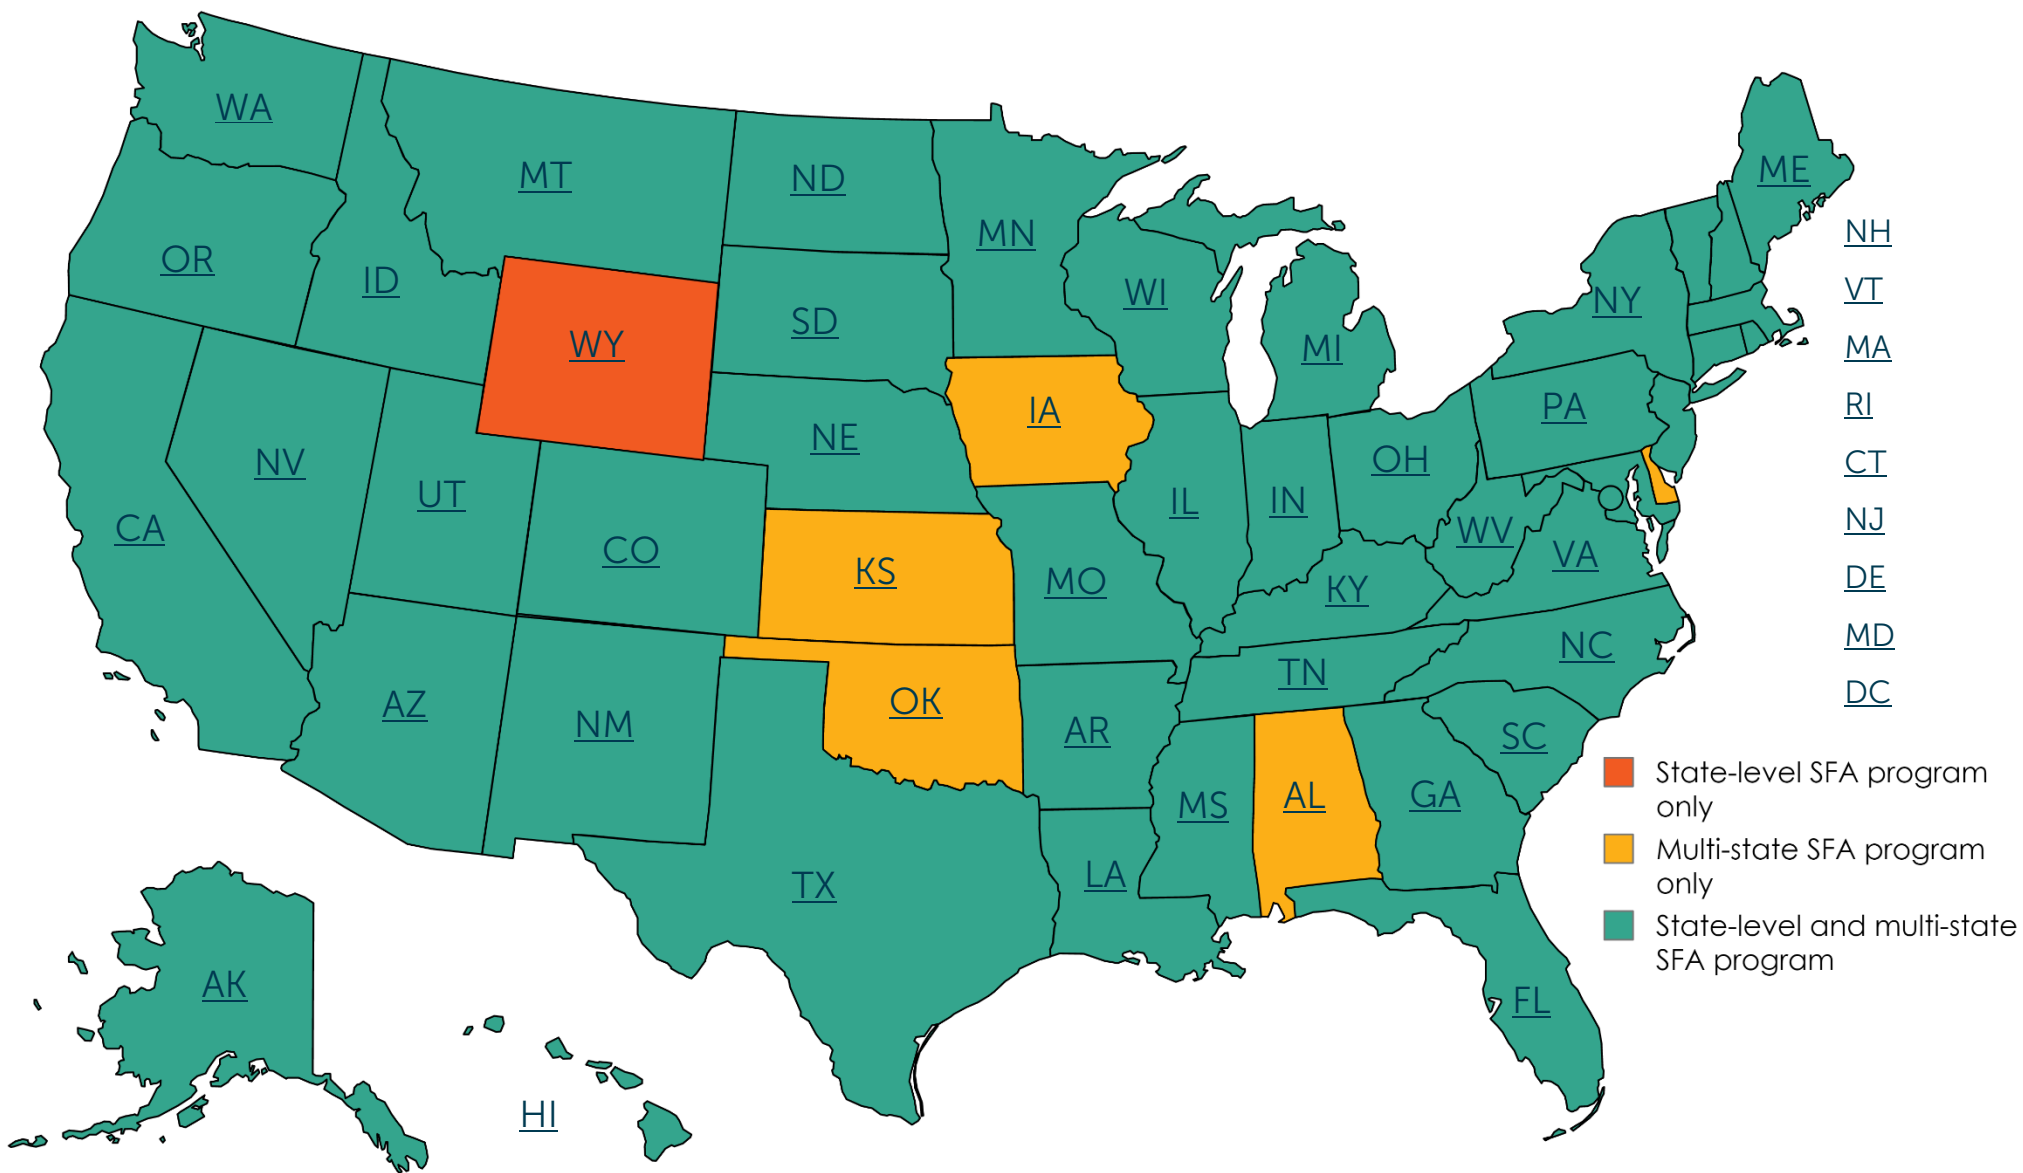 WA
MT
ND
MN
ME
OR
ID
WI
NH
SD
NY
VT
WY
MI
MA
IA
PA
RI
NE
OH
CT
NV
UT
IL
IN
NJ
CA
CO
WV
VA
KS
MO
KY
DE
MD
NC
TN
AZ
NM
OK
AR
SC
DC
MS
AL
GA
TX
LA
AK
FL
HI
State-level SFA program
only
Multi-state SFA program
only
State-level and multi-state
SFA program